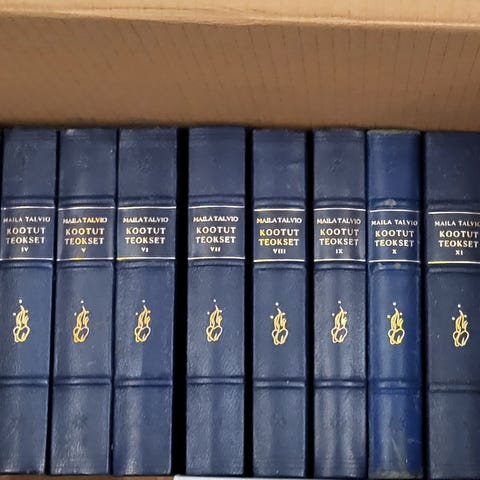 MAILA TALVIO
KOOTUT
TEOKSET
IV
MAILA TALVIO
KOOTUT
TEOKSET
V
MAILA TALVIO
KOOTUT
TEOKSET
VI
MAILA TALVIO
KOOTUT
TEOKSET
VII
MAILA TALVIO
KOOTUT
TEOKSET
VIII
MAILA TALVIO
KOOTUT
TEOKSET
IX
MAILA TALVIO
KOOTUT
TEOKSET
X
MAILA TALVIO
KOOTUT
TEOKSET
XI